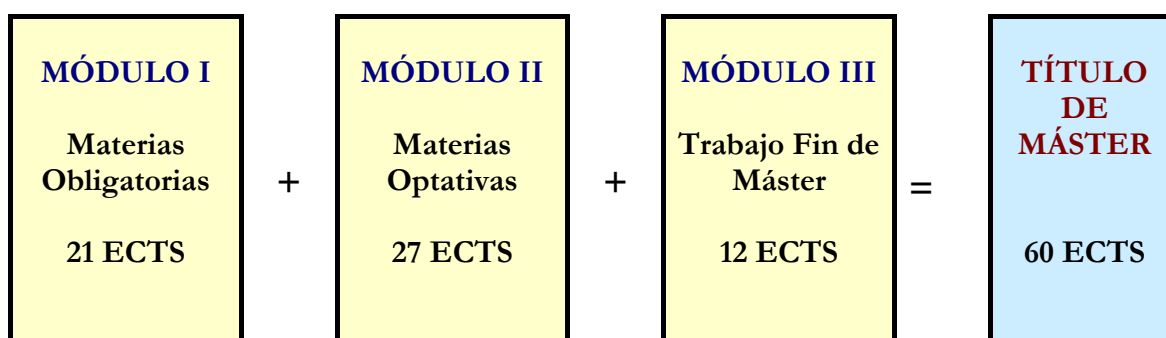 MÓDULO I
Materias
Obligatorias
21 ECTS
+
MÓDULO II
Materias
Optativas
27 ECTS
+
MÓDULO III
Trabajo Fin de
Máster
12 ECTS
=
TÍTULO
DE
MÁSTER
60 ECTS